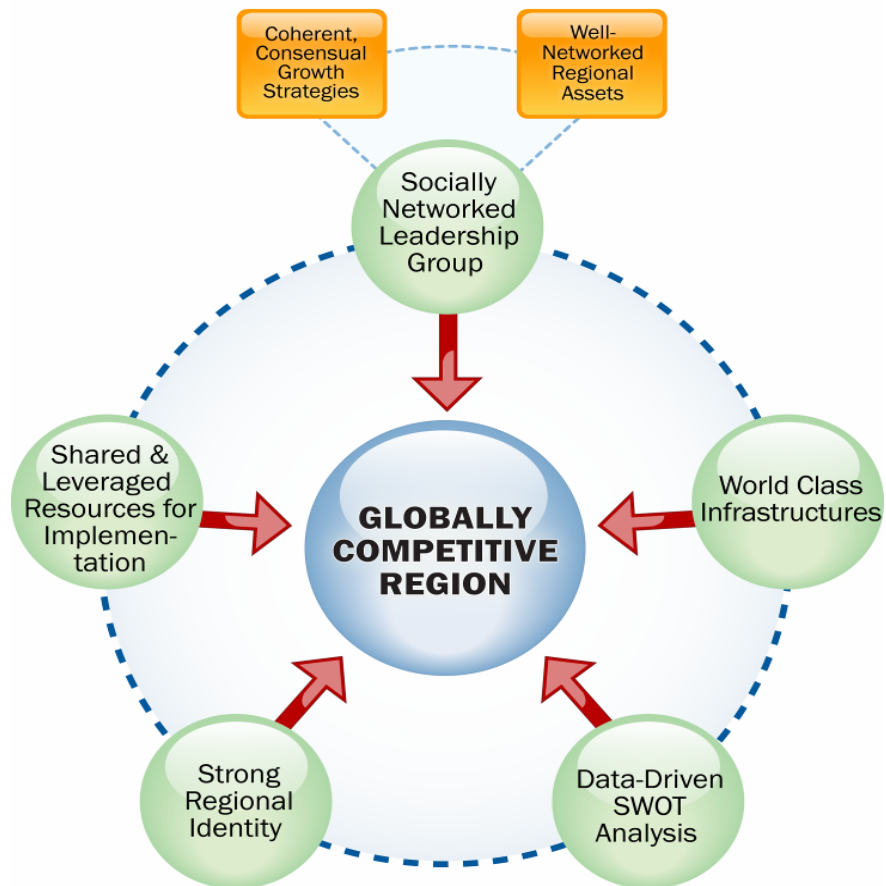 Coherent,
Consensual
Growth
Strategies
Well-
Networked
Regional
Assets
Socially
Networked
Leadership
Group
Shared &
Leveraged
Resources for
Implemen-
tation
GLOBALLY
COMPETITIVE
REGION
World Class
Infrastructures
Strong
Regional
Identity
Data-Driven
SWOT
Analysis